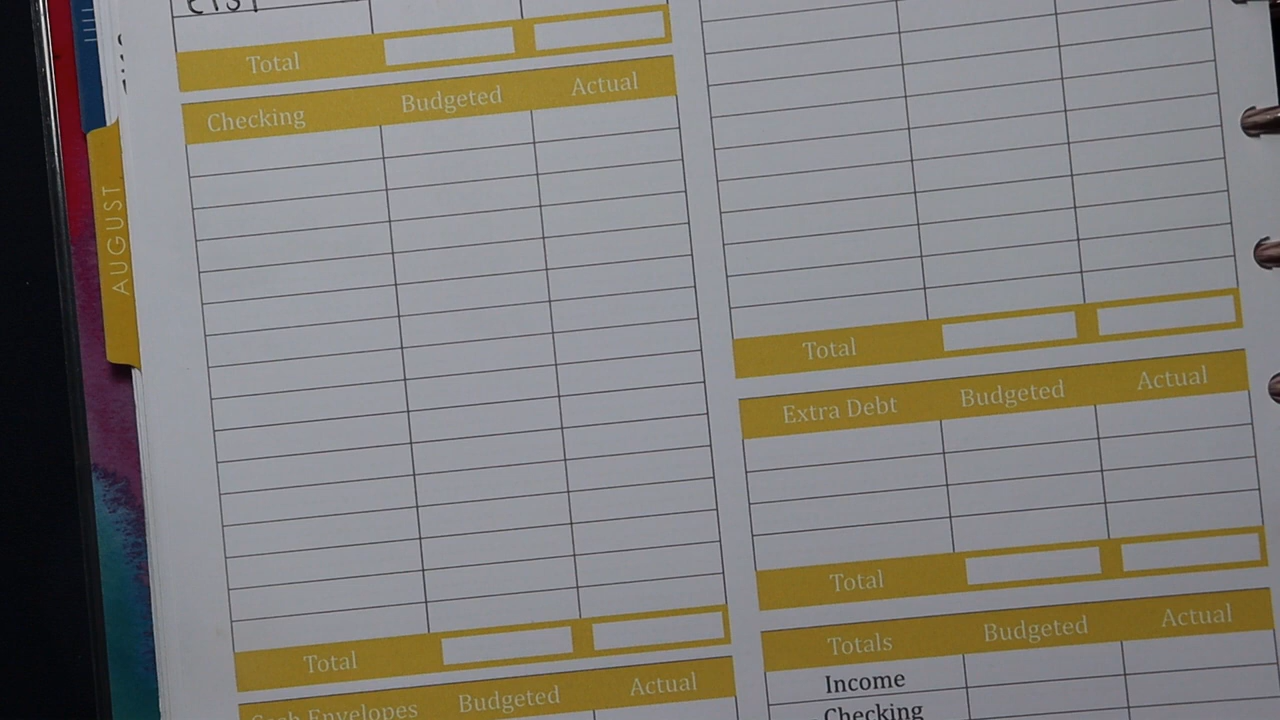 Total
Checking Budgeted Actual
Total
Cash Envelopes Budgeted Actual
AUGUST
Total
Extra Debt Budgeted Actual
Total
Totals Budgeted Actual
Income
Checking